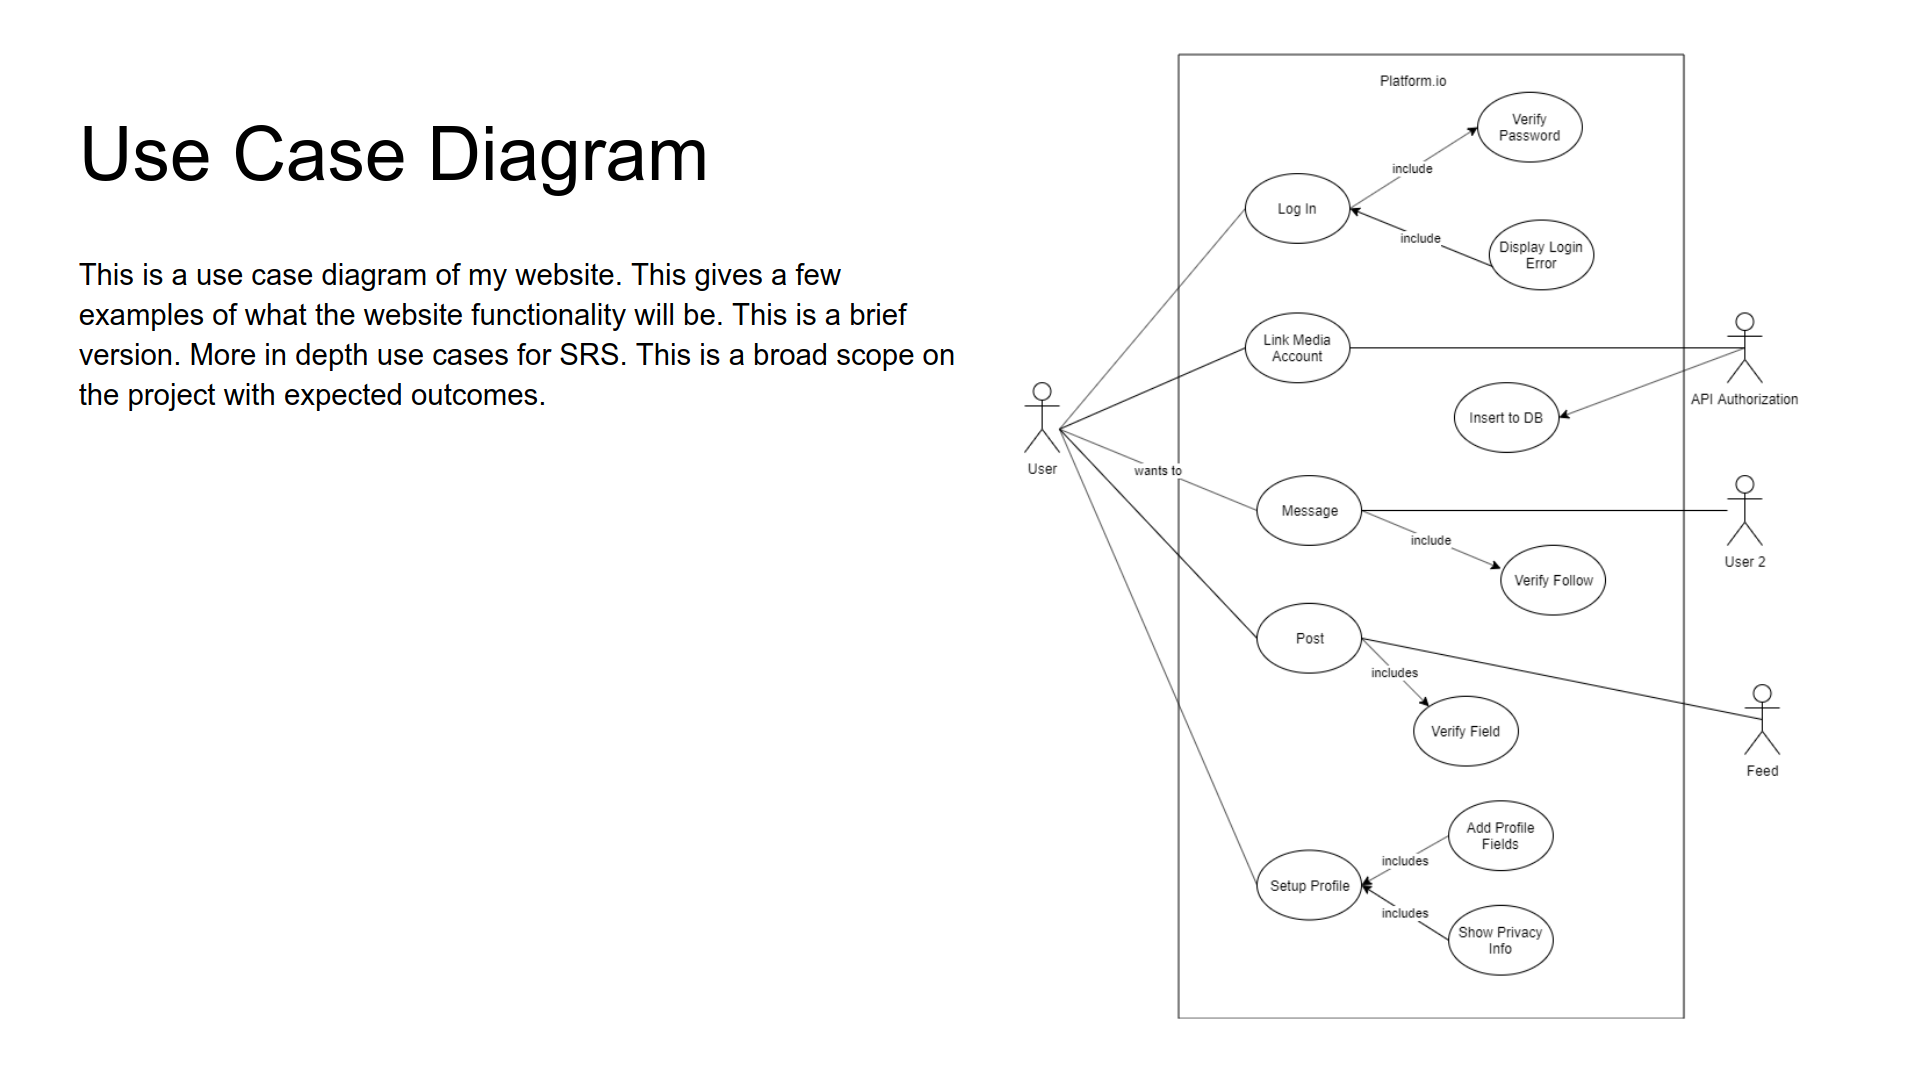 Use Case Diagram
This is a use case diagram of my website. This gives a few
examples of what the website functionality will be. This is a brief
version. More in depth use cases for SRS. This is a broad scope on
the project with expected outcomes.
Platform.io
Verify
Password
include
Log In
include
Display Login
Error
Link Media
Account
API Authorization
Insert to DB
User
wants to
Message
include
User 2
Verify Follow
Post
includes
Verify Field
Feed
Add Profile
Fields
includes
Setup Profile
includes
Show Privacy
Info